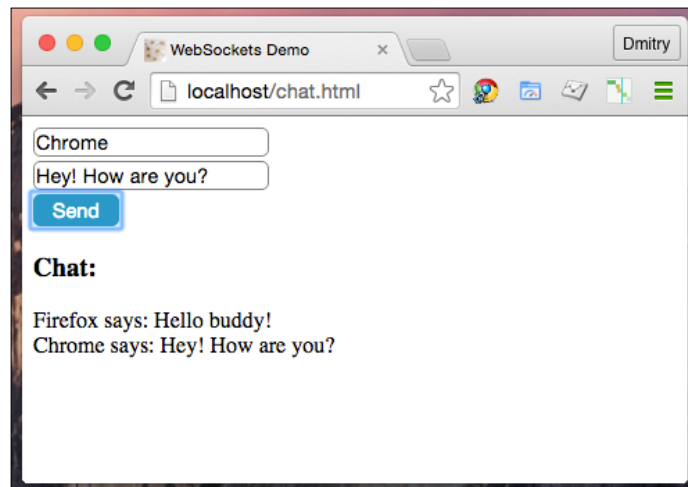 WebSockets Demo
Dmitry
localhost/chat.html
Chrome
Hey! How are you?
Send
Chat:
Firefox says: Hello buddy!
Chrome says: Hey! How are you?